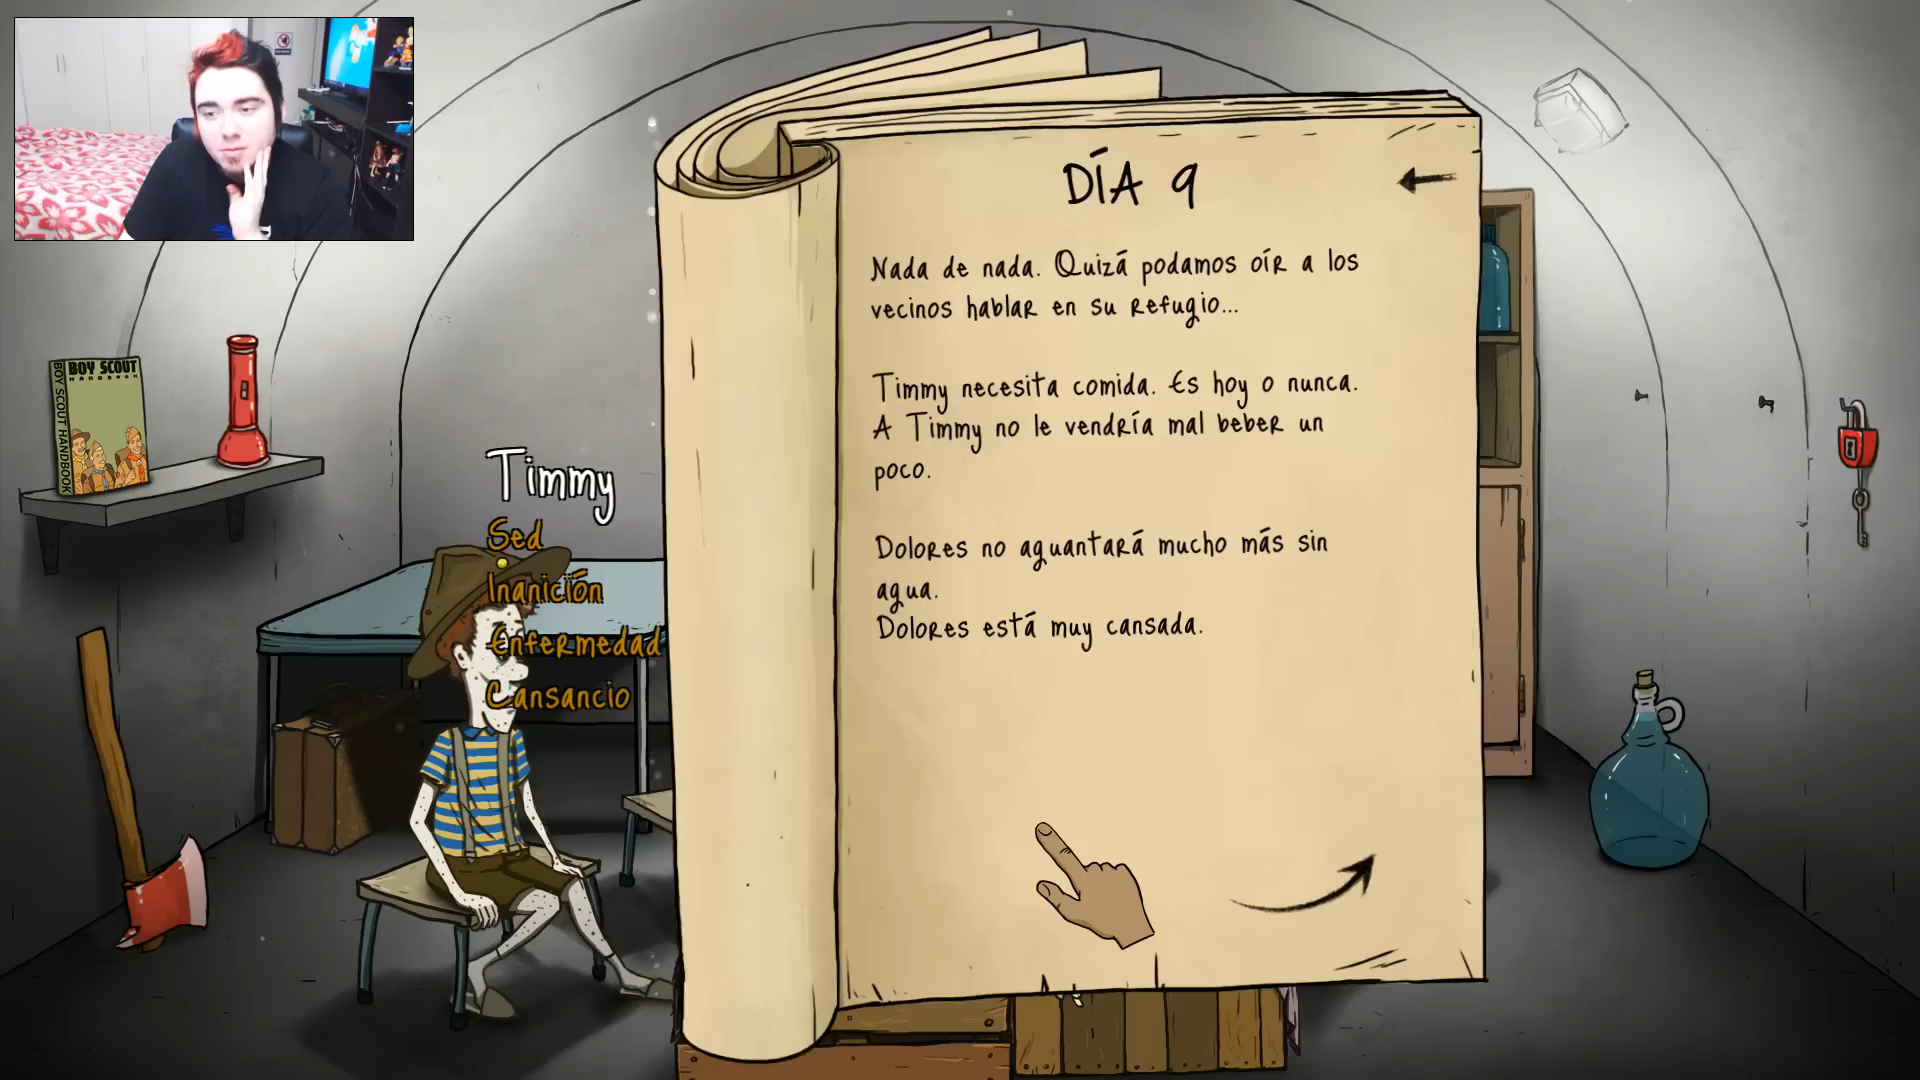 DÍA 9
Nada de nada. Quizá podamos oír a los
vecinos hablar en su refugio...
Timmy necesita comida. Es hoy o nunca.
A Timmy no le vendría mal beber un
poco.
Dolores no aguantará mucho más sin
agua.
Dolores está muy cansada.
Timmy
Sed
Inanición
Enfermedad
Cansancio
BOY SCOUT
HANDBOOK
BOY SCOUT HANDBOOK